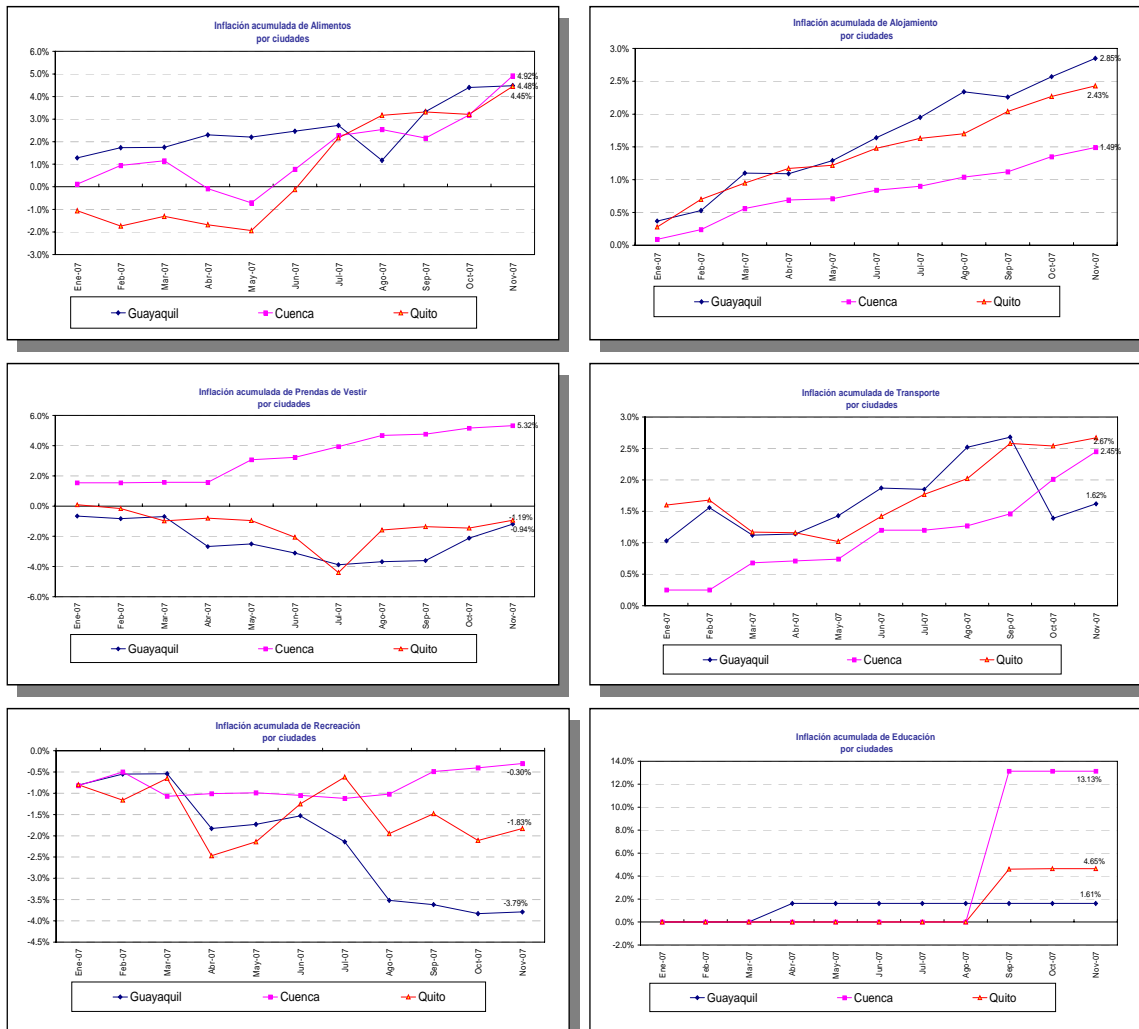 Inflación acumulada de Alimentos
por ciudades
6.0%
5.0%
4.0%
3.0%
2.0%
1.0%
0.0%
-1.0%
-2.0%
-3.0%
4.92%
4.48%
4.45%
Ene-07
Feb-07
Mar-07
Abr-07
May-07
Jun-07
Jul-07
Ago-07
Sep-07
Oct-07
Nov-07
Guayaquil Cuenca Quito
Inflación acumulada de Alojamiento
por ciudades
3.0%
2.5%
2.0%
1.5%
1.0%
0.5%
0.0%
2.85%
2.43%
1.49%
Ene-07
Feb-07
Mar-07
Abr-07
May-07
Jun-07
Jul-07
Ago-07
Sep-07
Oct-07
Nov-07
Guayaquil Cuenca Quito
Inflación acumulada de Prendas de Vestir
por ciudades
6.0%
4.0%
2.0%
0.0%
-2.0%
-4.0%
-6.0%
5.32%
-1.19%
-0.94%
Ene-07
Feb-07
Mar-07
Abr-07
May-07
Jun-07
Jul-07
Ago-07
Sep-07
Oct-07
Nov-07
Guayaquil Cuenca Quito
Inflación acumulada de Transporte
por ciudades
3.0%
2.5%
2.0%
1.5%
1.0%
0.5%
0.0%
2.67%
2.45%
1.62%
Ene-07
Feb-07
Mar-07
Abr-07
May-07
Jun-07
Jul-07
Ago-07
Sep-07
Oct-07
Nov-07
Guayaquil Cuenca Quito
Inflación acumulada de Recreación
por ciudades
0.0%
-0.5%
-1.0%
-1.5%
-2.0%
-2.5%
-3.0%
-3.5%
-4.0%
-4.5%
-0.30%
-1.83%
-3.79%
Ene-07
Feb-07
Mar-07
Abr-07
May-07
Jun-07
Jul-07
Ago-07
Sep-07
Oct-07
Nov-07
Guayaquil Cuenca Quito
Inflación acumulada de Educación
por ciudades
14.0%
12.0%
10.0%
8.0%
6.0%
4.0%
2.0%
0.0%
-2.0%
13.13%
4.65%
1.61%
Ene-07
Feb-07
Mar-07
Abr-07
May-07
Jun-07
Jul-07
Ago-07
Sep-07
Oct-07
Nov-07
Guayaquil Cuenca Quito